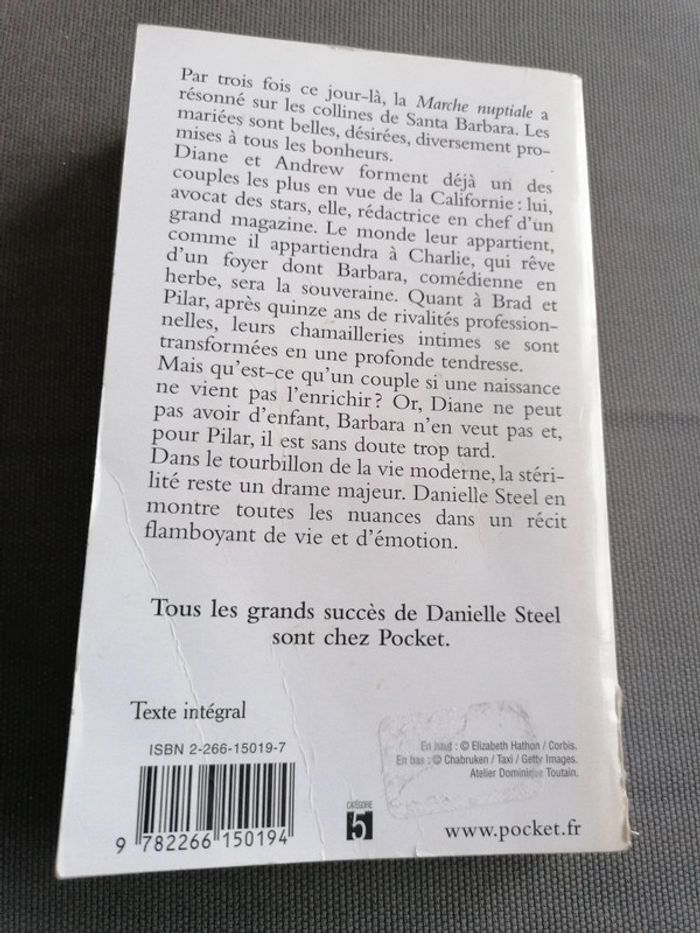 Par trois fois ce jour-là, la Marche nuptiale a
résonné sur les collines de Santa Barbara. Les
mariées sont belles, désirées, diversement pro-
mises à tous les bonheurs.
Diane et Andrew forment déjà un des
couples les plus en vue de la Californie : lui,
avocat des stars, elle, rédactrice en chef d'un
grand magazine. Le monde leur appartient,
comme il appartiendra à Charlie, qui rêve
d'un foyer dont Barbara, comédienne en
herbe, sera la souveraine. Quant à Brad et
Pilar, après quinze ans de rivalités profession-
nelles, leurs chamailleries intimes se sont
transformées en une profonde tendresse.
Mais qu'est-ce qu'un couple si une naissance
ne vient pas l'enrichir ? Or, Diane ne peut
pas avoir d'enfant, Barbara n'en veut pas et,
pour Pilar, il est sans doute trop tard.
Dans le tourbillon de la vie moderne, la stéri-
lité reste un drame majeur. Danielle Steel en
montre toutes les nuances dans un récit
flamboyant de vie et d'émotion.
Tous les grands succès de Danielle Steel
sont chez Pocket.
Texte intégral
ISBN 2-266-15019-7
9 782266 150194
En haut : © Elizabeth Hathon / Corbis.
En bas : © Chabruken / Taxi / Getty Images.
Atelier Dominique Toutain.
CATÉGORIE
5
www.pocket.fr